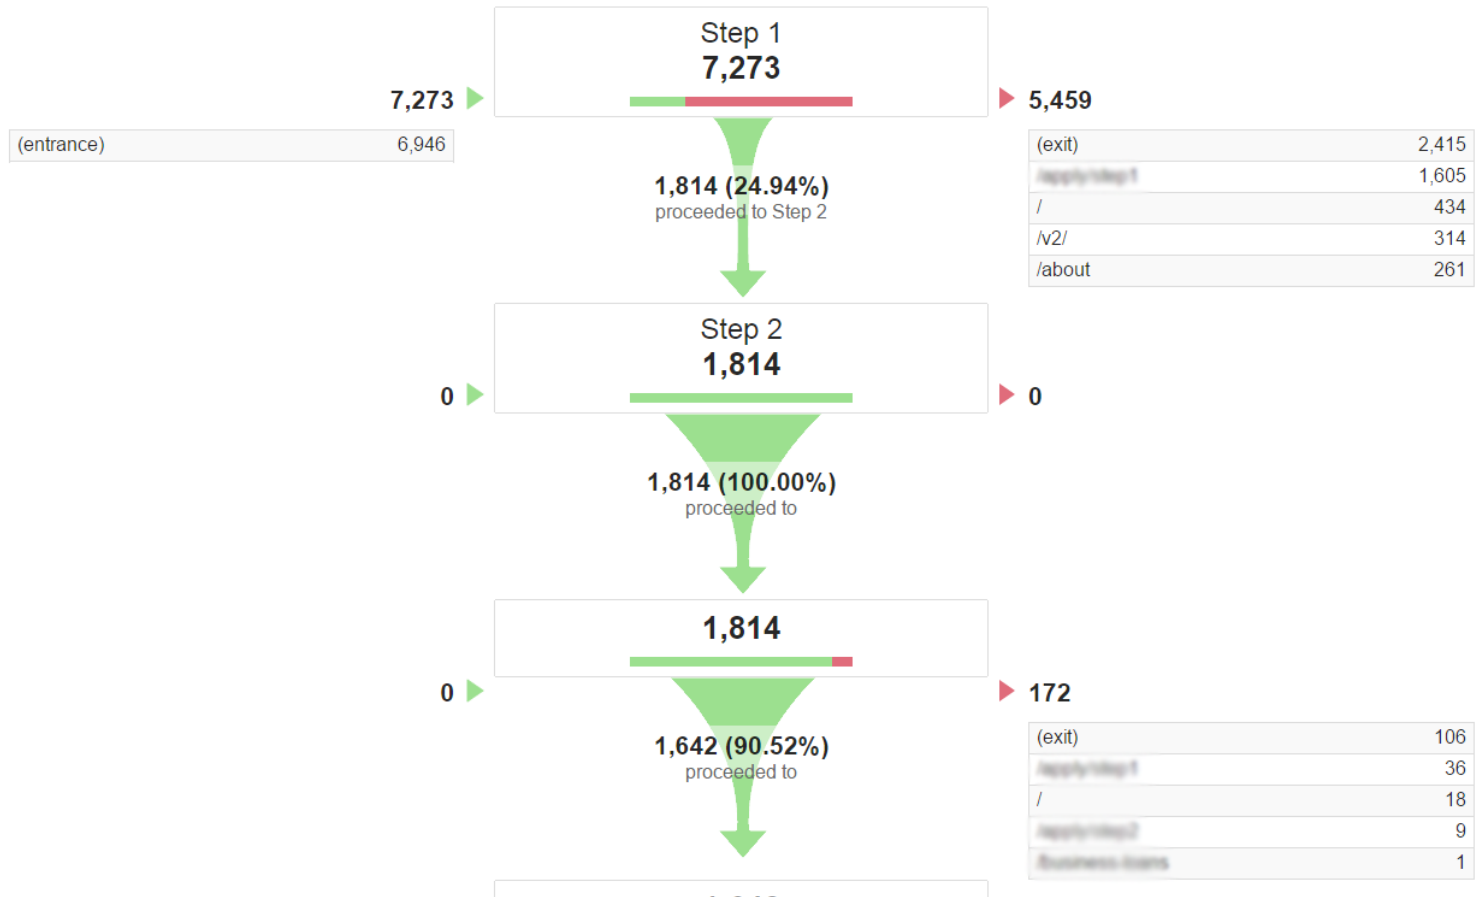 Step 1
7,273
7,273
5,459
(entrance) 6,946
(exit) 2,415
1,605
/ 434
/v2/ 314
/about 261
1,814 (24.94%)
proceeded to Step 2
Step 2
1,814
0
0
1,814 (100.00%)
proceeded to
1,814
0
172
(exit) 106
36
/ 18
9
1
1,642 (90.52%)
proceeded to